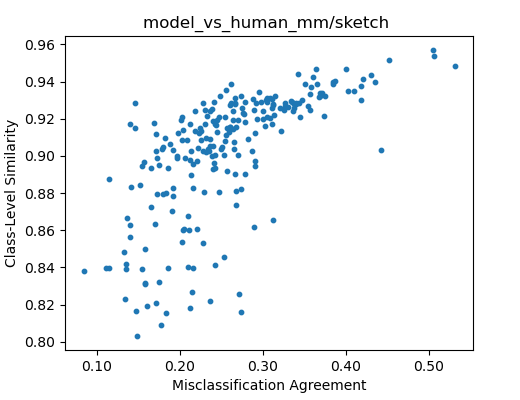 model_vs_human_mm/sketch
Class-Level Similarity
0.96
0.94
0.92
0.90
0.88
0.86
0.84
0.82
0.80
0.10 0.20 0.30 0.40 0.50
Misclassification Agreement